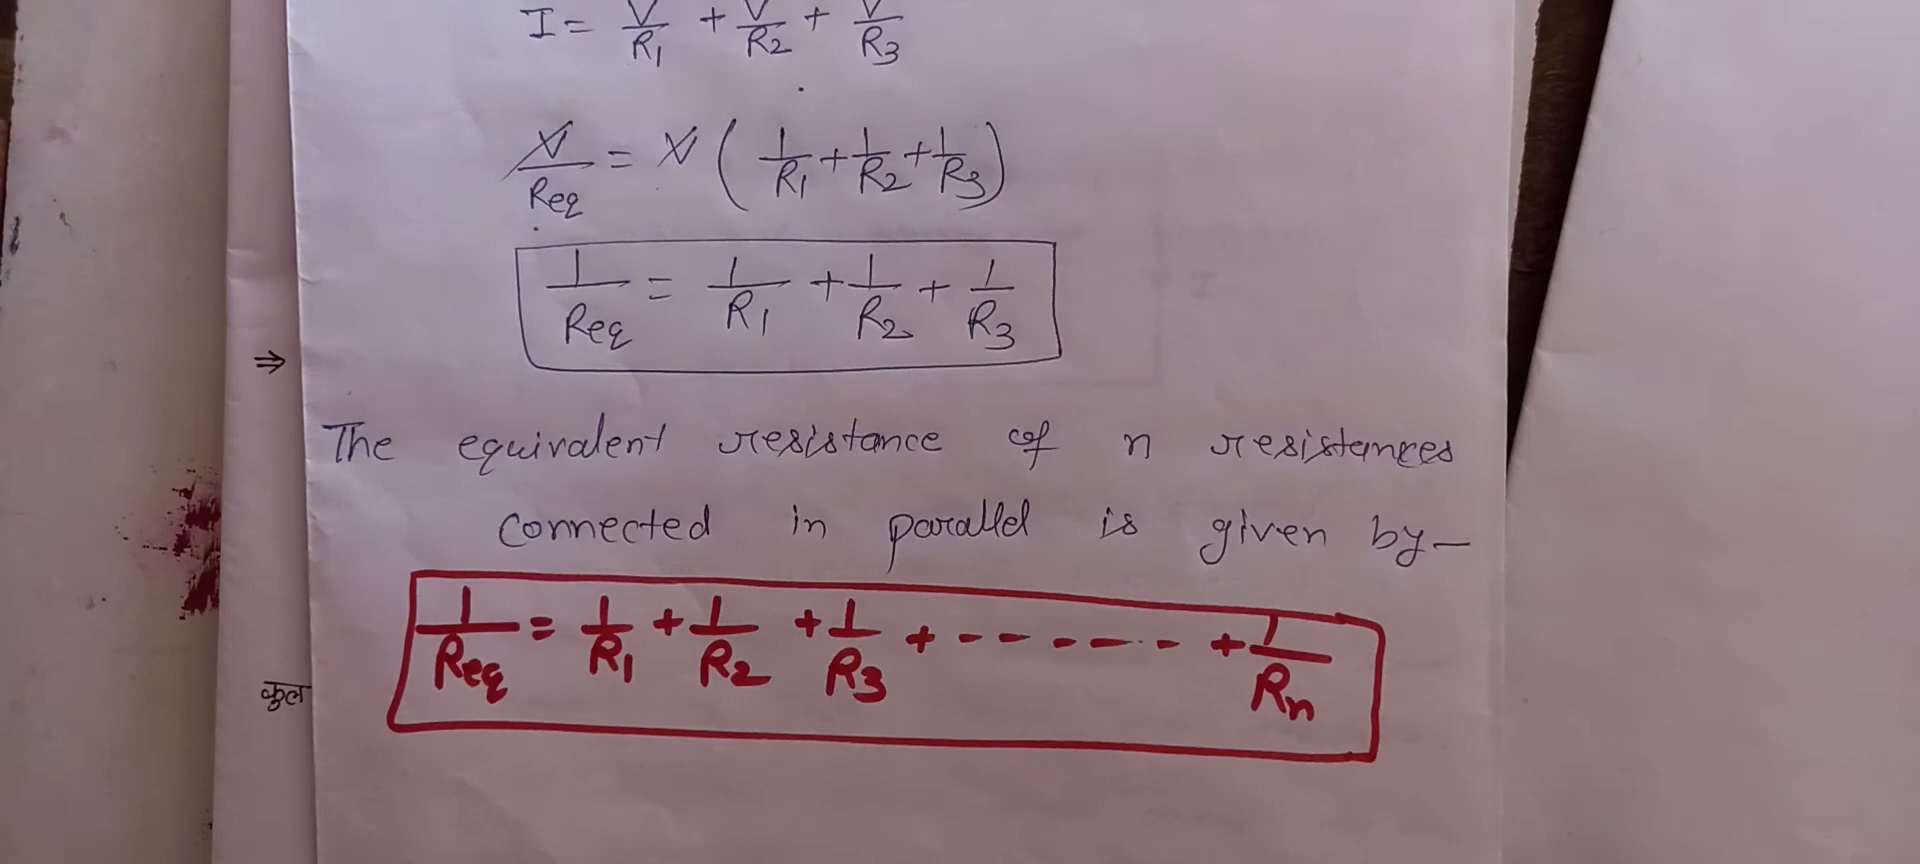 I = V/R1 + V/R2 + V/R3
V/Req = V ( 1/R1 + 1/R2 + 1/R3 )
1/Req = 1/R1 + 1/R2 + 1/R3
⇒
The equivalent resistance of n resistances
connected in parallel is given by-
1/Req = 1/R1 + 1/R2 + 1/R3 + ------ + 1/Rn
कुल